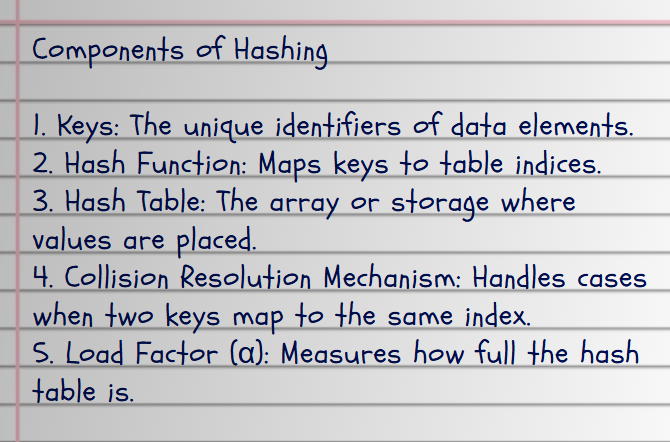 Components of Hashing
1. Keys: The unique identifiers of data elements.
2. Hash Function: Maps keys to table indices.
3. Hash Table: The array or storage where
values are placed.
4. Collision Resolution Mechanism: Handles cases
when two keys map to the same index.
5. Load Factor (α): Measures how full the hash
table is.